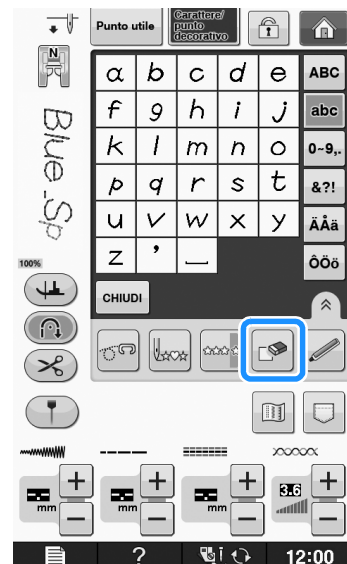 Punto utile
Carattere/
punto
decorativo
N
a b c d e ABC
f g h i j abc
k l m n o 0~9,.
p q r s t &?!
u v w x y ÄÅä
z ’ _ ÔÖö
Blue_Sp
100%
CHIUDI
mm
mm
mm
3.6
+ + + +
− − − −
?
12:00